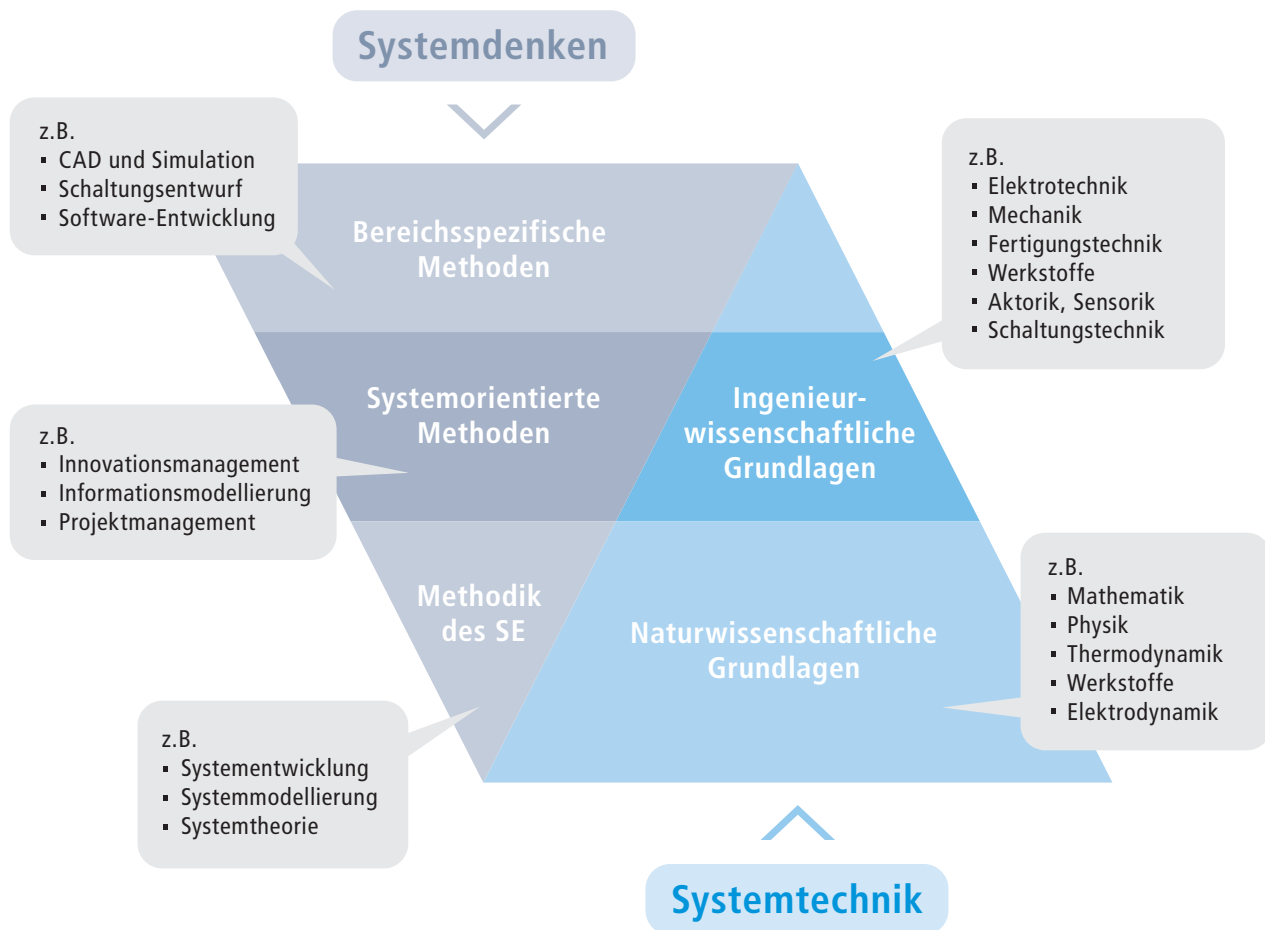 Systemdenken
z.B.
▪ CAD und Simulation
▪ Schaltungsentwurf
▪ Software-Entwicklung
z.B.
▪ Elektrotechnik
▪ Mechanik
▪ Fertigungstechnik
▪ Werkstoffe
▪ Aktorik, Sensorik
▪ Schaltungstechnik
Bereichsspezifische
Methoden
Systemorientierte
Methoden
Ingenieur-
wissenschaftliche
Grundlagen
z.B.
▪ Innovationsmanagement
▪ Informationsmodellierung
▪ Projektmanagement
Methodik
des SE
Naturwissenschaftliche
Grundlagen
z.B.
▪ Mathematik
▪ Physik
▪ Thermodynamik
▪ Werkstoffe
▪ Elektrodynamik
z.B.
▪ Systementwicklung
▪ Systemmodellierung
▪ Systemtheorie
Systemtechnik